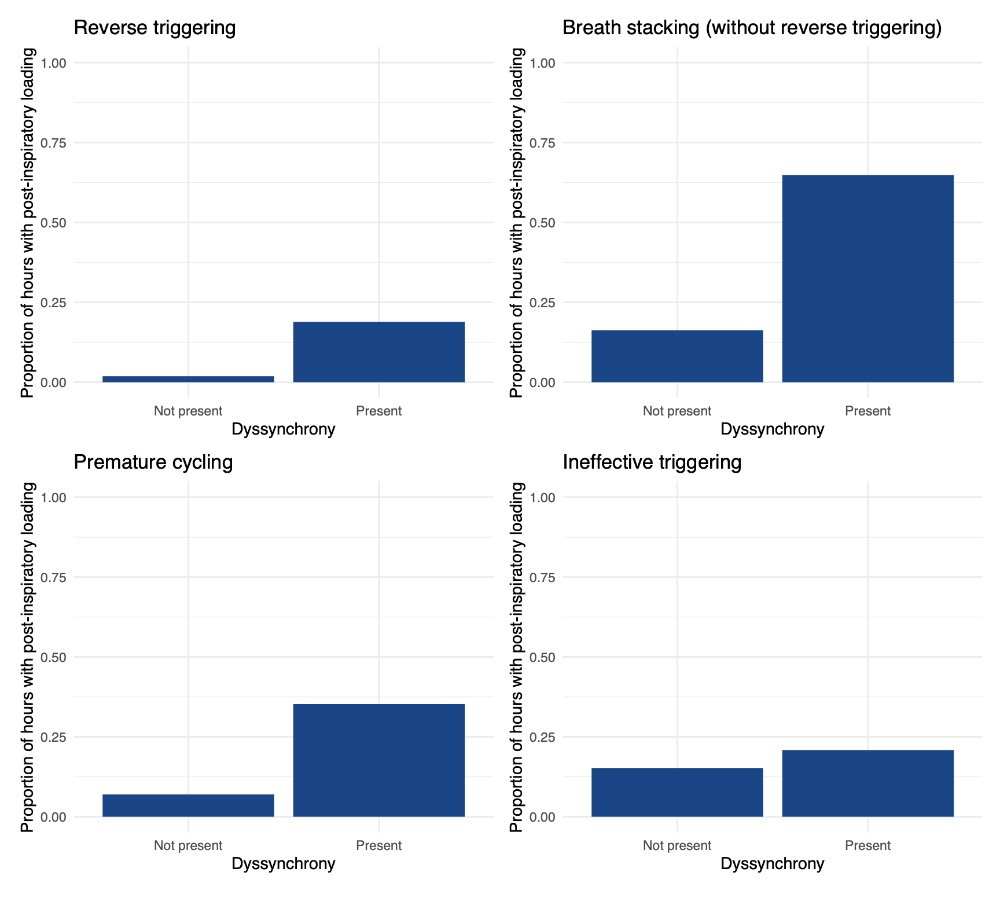 Reverse triggering
Proportion of hours with post-inspiratory loading
1.00
0.75
0.50
0.25
0.00
Not present
Present
Dyssynchrony
Breath stacking (without reverse triggering)
Proportion of hours with post-inspiratory loading
1.00
0.75
0.50
0.25
0.00
Not present
Present
Dyssynchrony
Premature cycling
Proportion of hours with post-inspiratory loading
1.00
0.75
0.50
0.25
0.00
Not present
Present
Dyssynchrony
Ineffective triggering
Proportion of hours with post-inspiratory loading
1.00
0.75
0.50
0.25
0.00
Not present
Present
Dyssynchrony